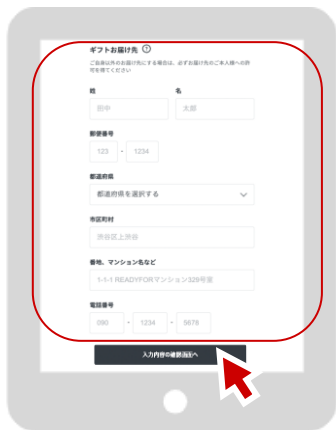 ギフトお届け先 ?
ご自身以外のお届け先にする場合は、必ずお届け先のご本人様への許
可を得てください
姓 名
田中 太郎
郵便番号
123 - 1234
都道府県
都道府県を選択する
市区町村
渋谷区上渋谷
番地、マンション名など
1-1-1 READYFORマンション329号室
電話番号
090 - 1234 - 5678
入力内容の確認画面へ